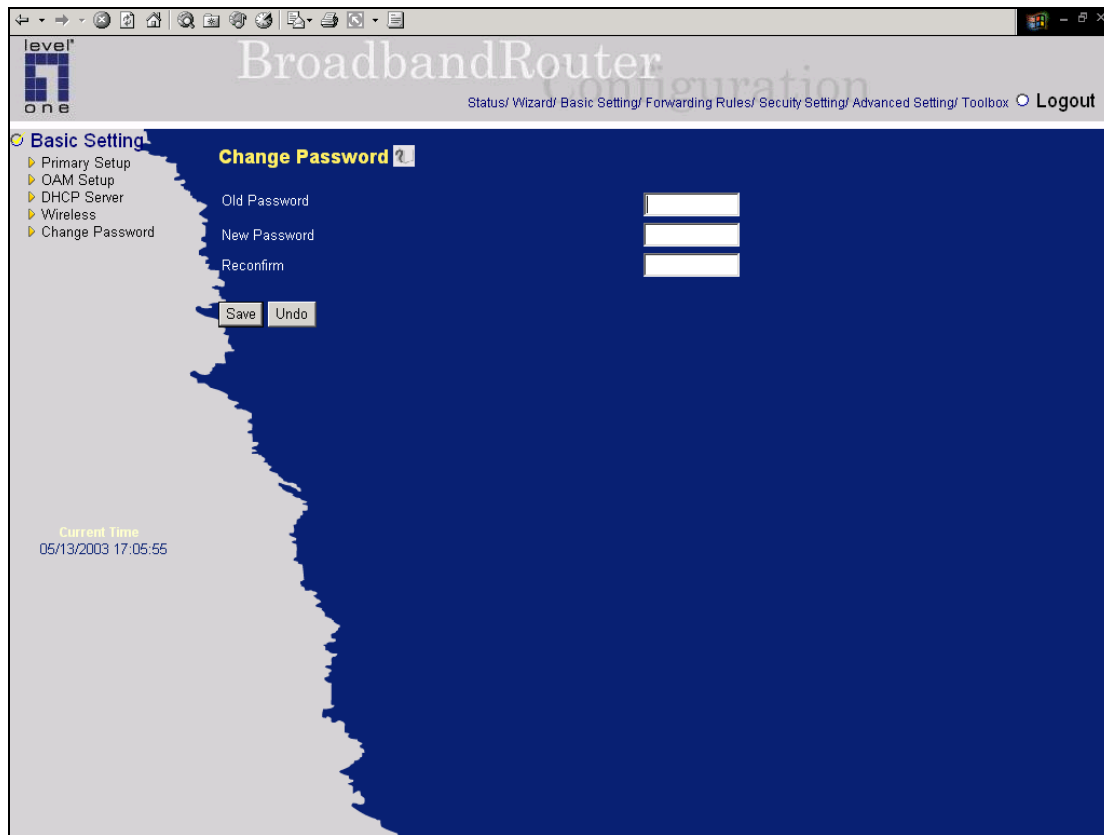 level
one
BroadbandRouter
Configuration
Status/ Wizard/ Basic Setting/ Forwarding Rules/ Secuity Setting/ Advanced Setting/ Toolbox Logout
Basic Setting
Primary Setup
OAM Setup
DHCP Server
Wireless
Change Password
Current Time
05/13/2003 17:05:55
Change Password ?
Old Password
New Password
Reconfirm
Save Undo